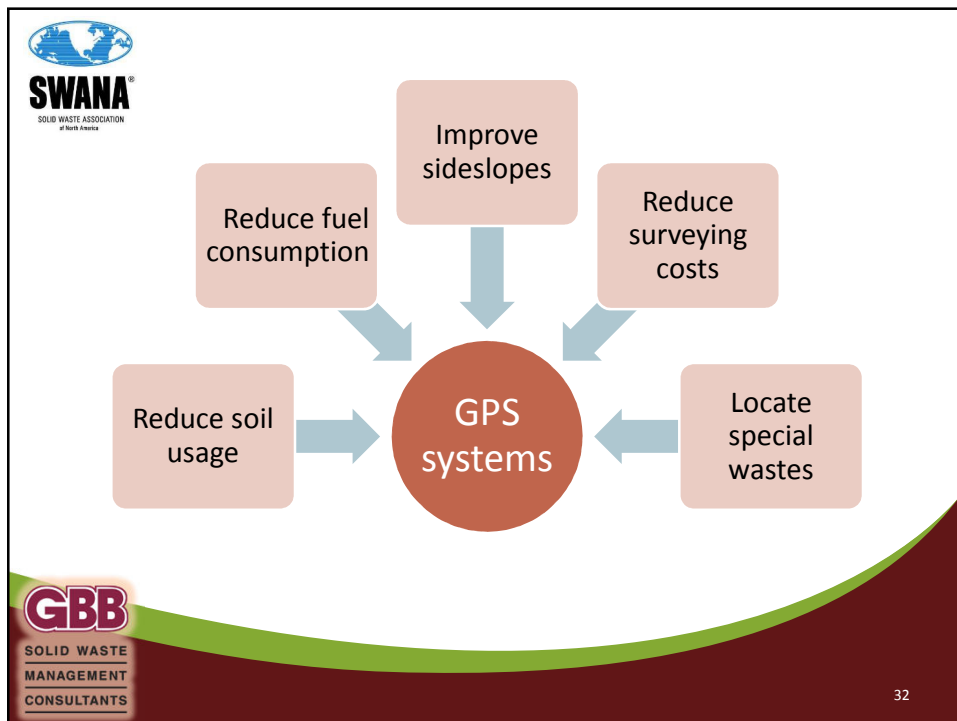 SWANA®
SOLID WASTE ASSOCIATION
of North America
Improve
sideslopes
Reduce fuel
consumption
Reduce
surveying
costs
Reduce soil
usage
GPS
systems
Locate
special
wastes
GBB
SOLID WASTE
MANAGEMENT
CONSULTANTS
32